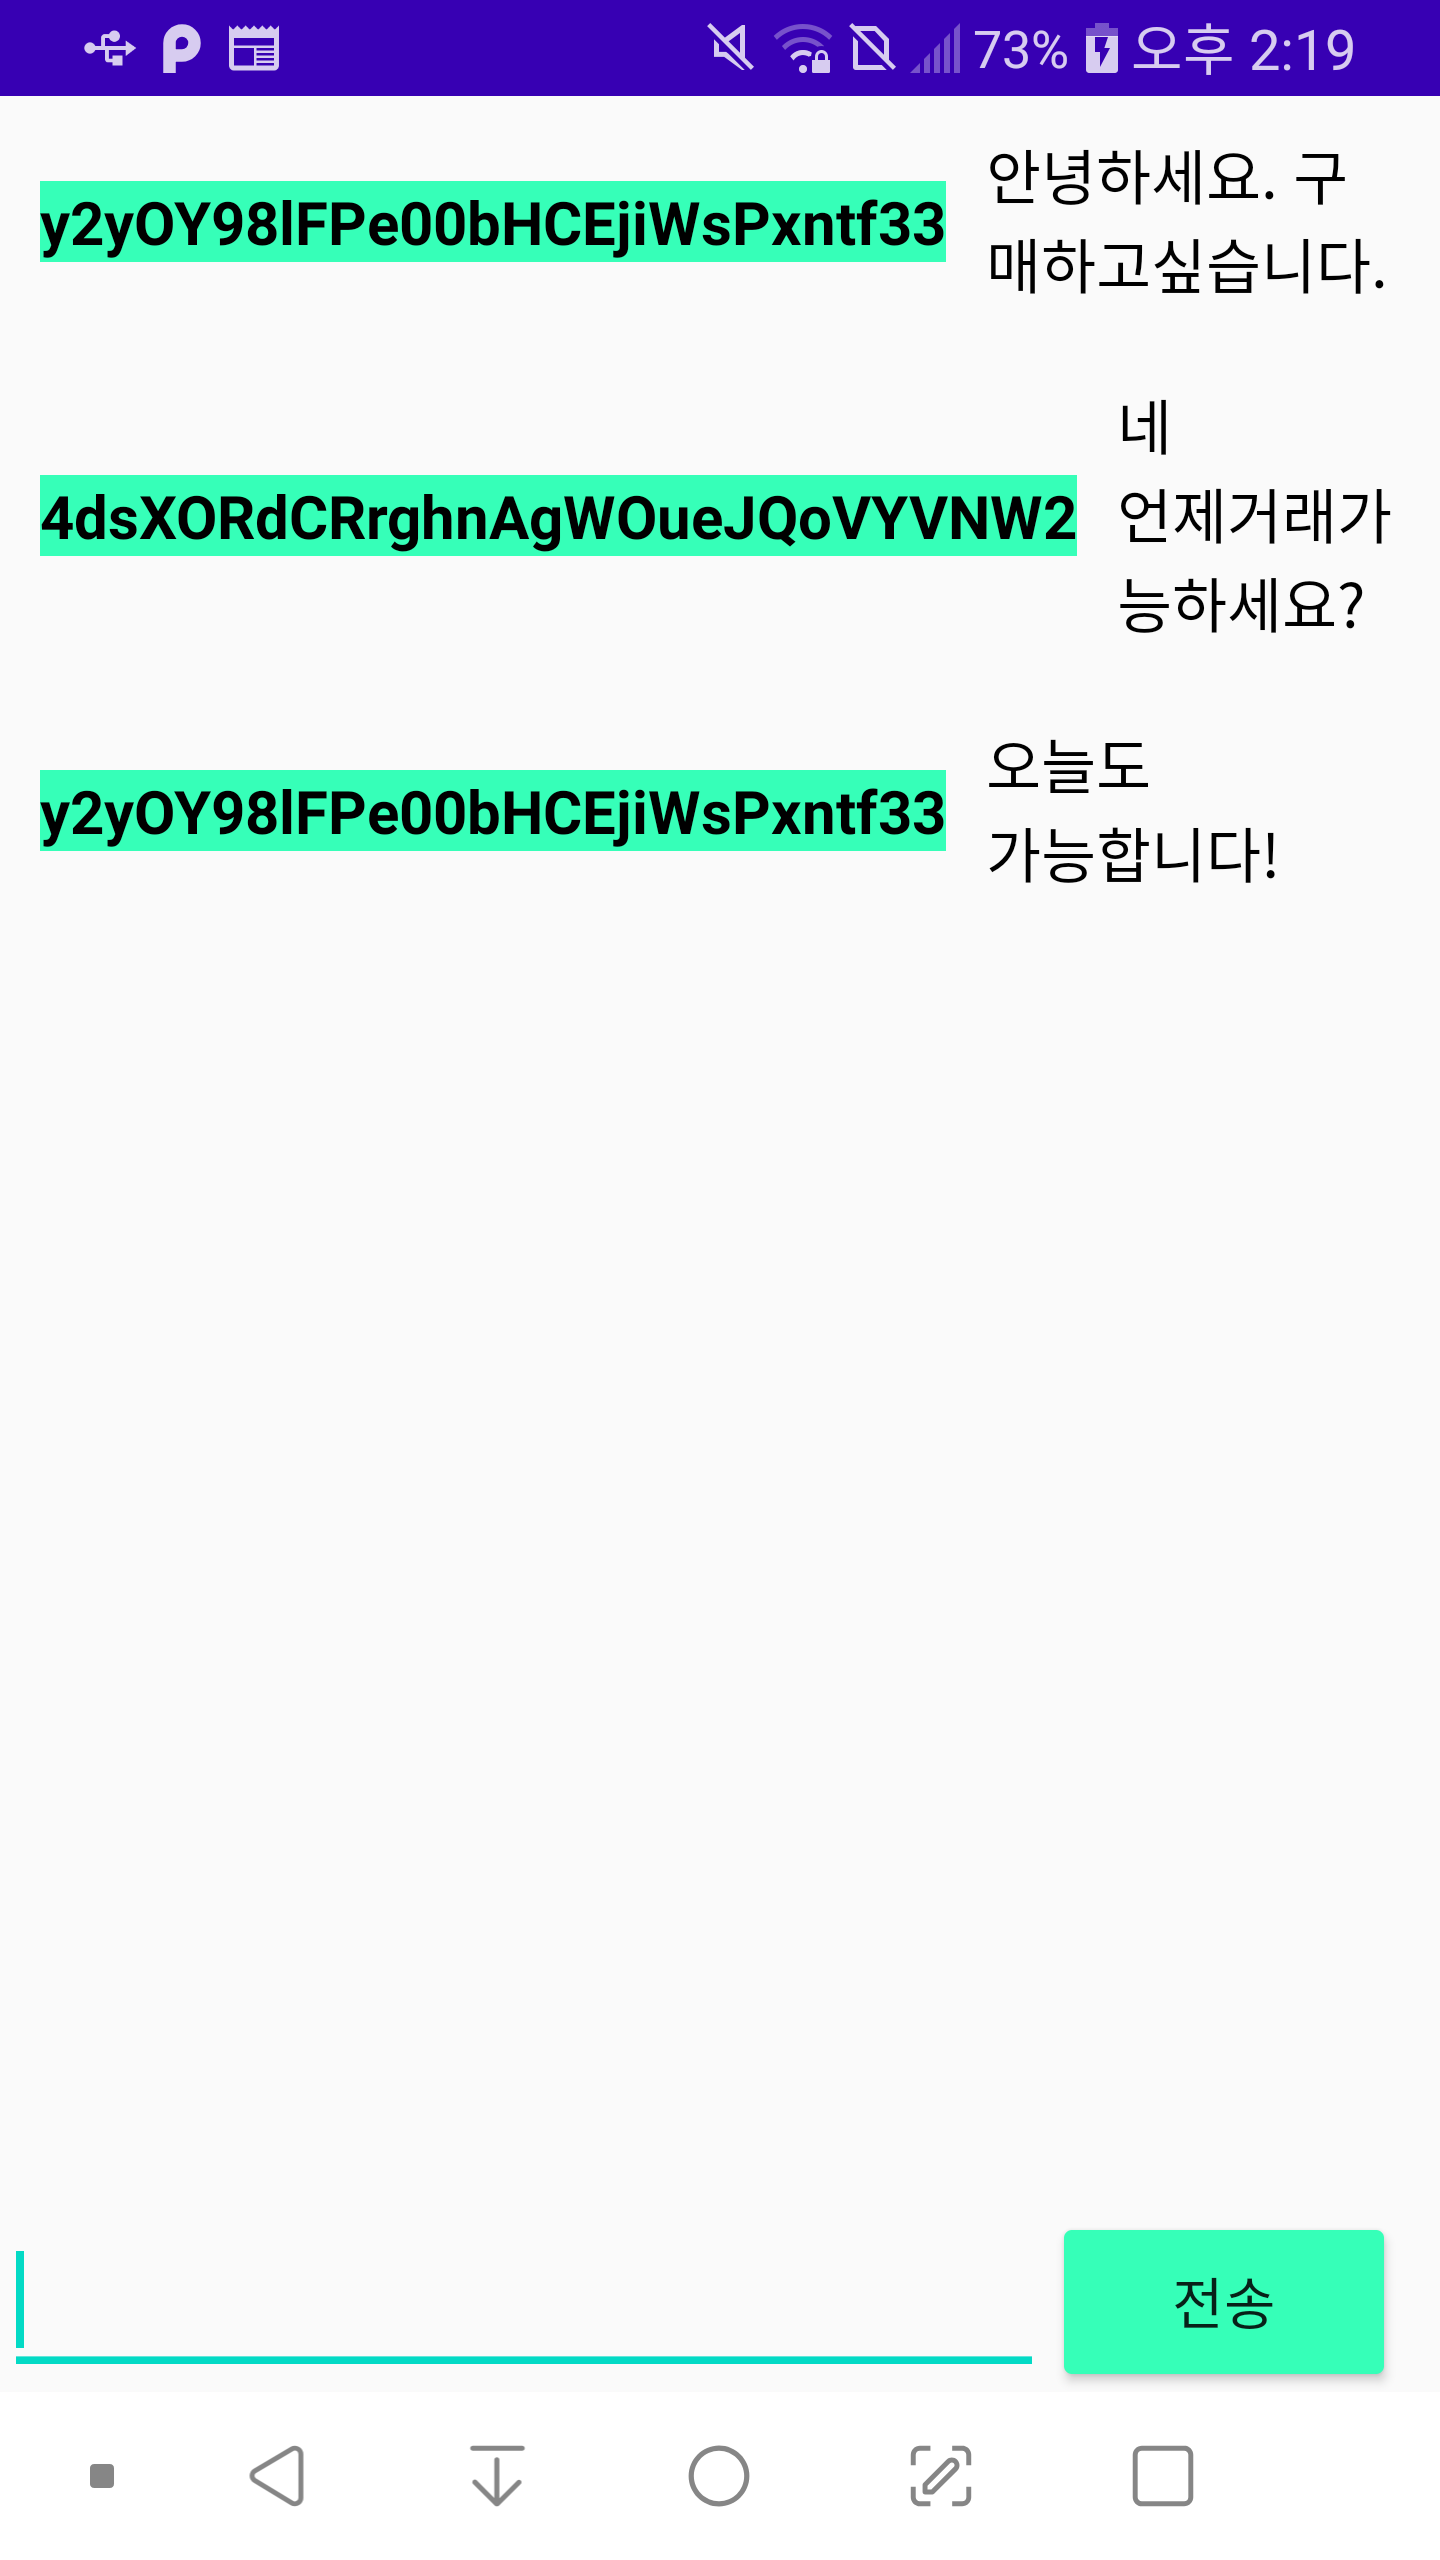 73% 오후 2:19
안녕하세요. 구
y2yOY98lFPe00bHCEjiWsPxntf33
매하고싶습니다.
네
4dsXORdCRrghnAgWOueJQoVYVNW2
언제거래가
능하세요?
오늘도
y2yOY98lFPe00bHCEjiWsPxntf33
가능합니다!
전송